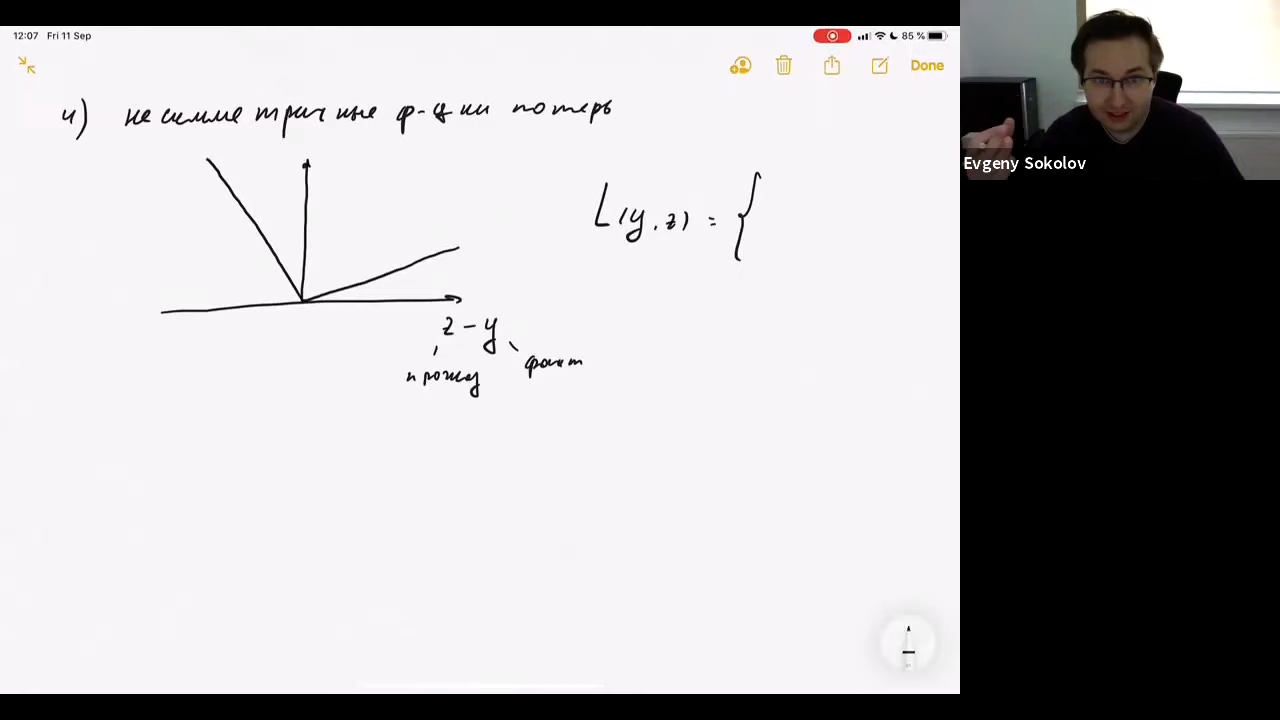 12:07 Fri 11 Sep
85 %
Done
4) несимметричные ф-ции потерь
L(y, z) = {
z - y
прогноз факт
Evgeny Sokolov